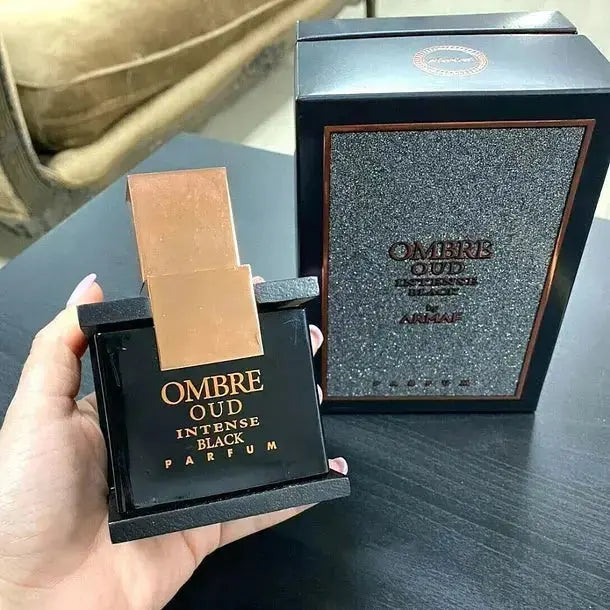 OMBRE
OUD
INTENSE
BLACK
PARFUM
OMBRE
OUD
INTENSE
BLACK
by
ARMAF
PARFUM